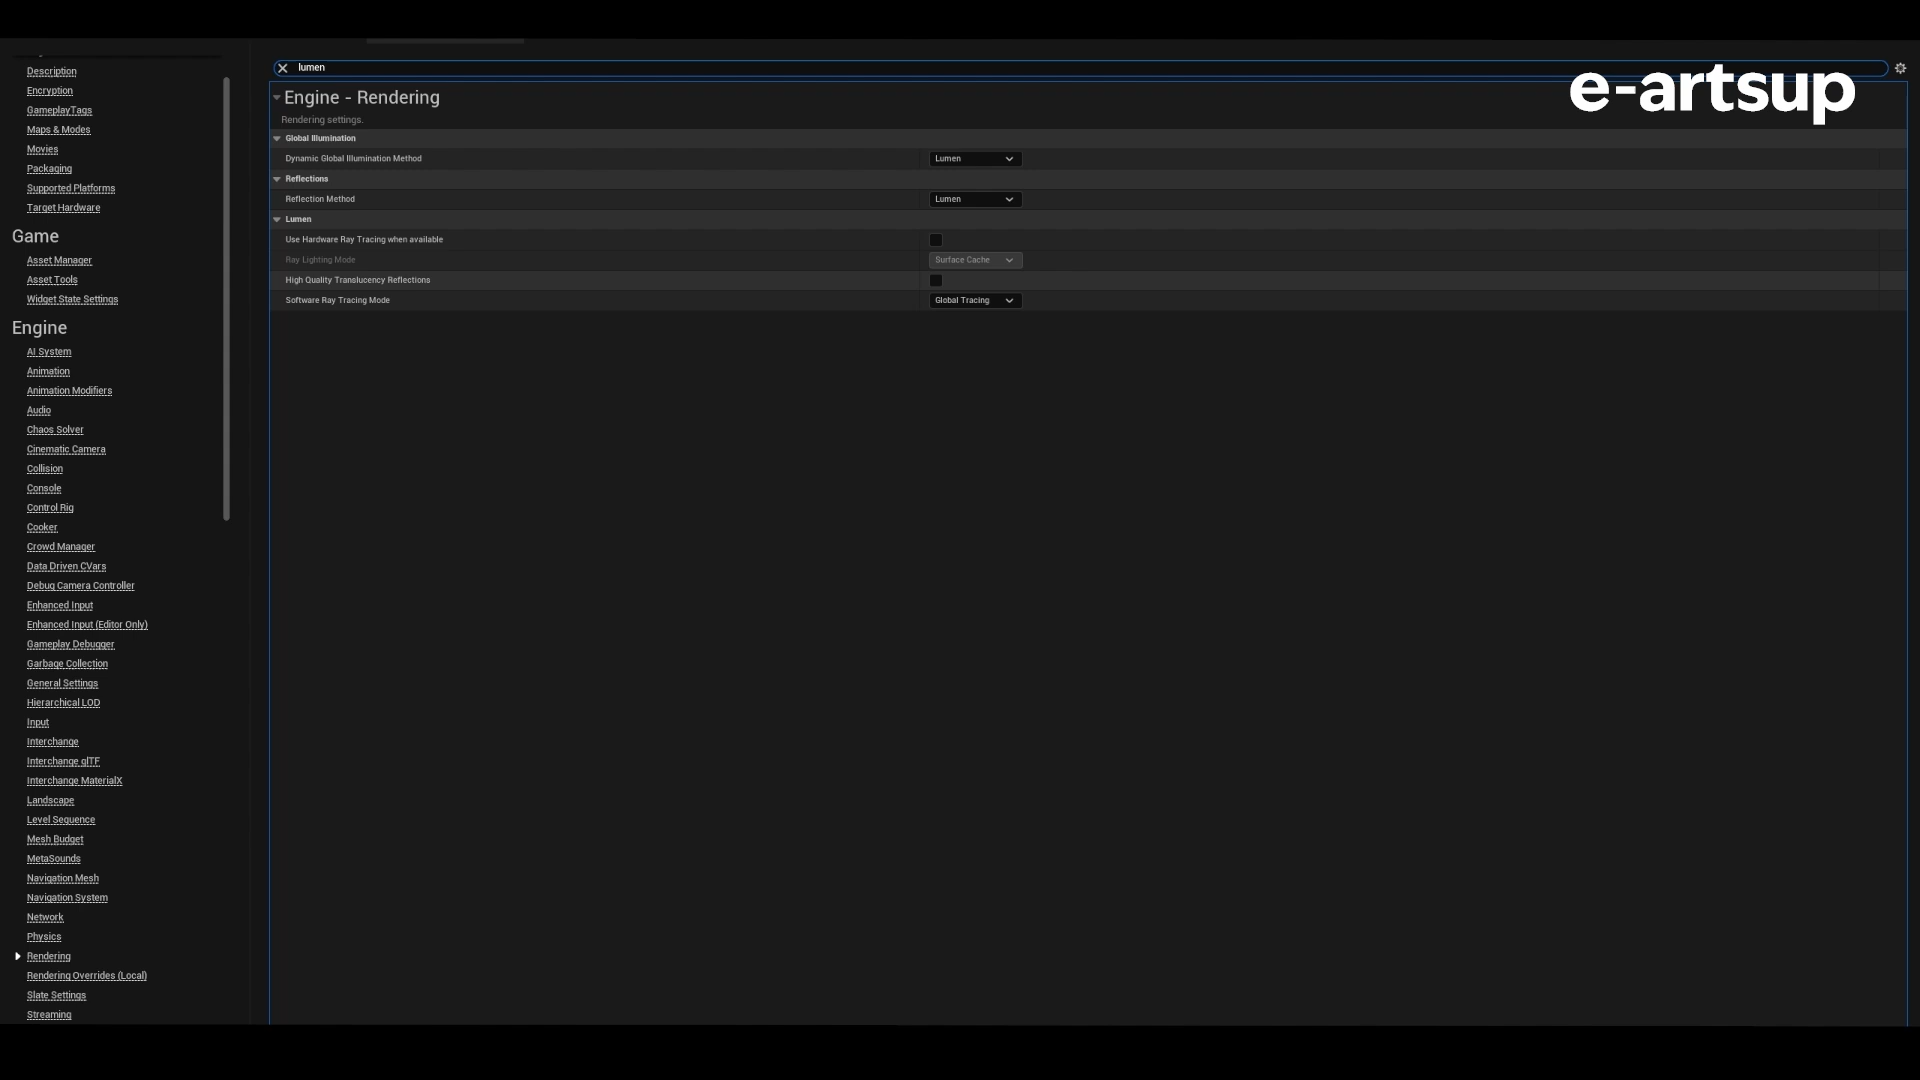 lumen
e-artsup
Engine - Rendering
Rendering settings.
Global Illumination
Dynamic Global Illumination Method
Lumen
Reflections
Reflection Method
Lumen
Lumen
Use Hardware Ray Tracing when available
Ray Lighting Mode
Surface Cache
High Quality Translucency Reflections
Software Ray Tracing Mode
Global Tracing
Description
Encryption
GameplayTags
Maps & Modes
Movies
Packaging
Supported Platforms
Target Hardware
Game
Asset Manager
Asset Tools
Widget State Settings
Engine
AI System
Animation
Animation Modifiers
Audio
Chaos Solver
Cinematic Camera
Collision
Console
Control Rig
Cooker
Crowd Manager
Data Driven CVars
Debug Camera Controller
Enhanced Input
Enhanced Input (Editor Only)
Gameplay Debugger
Garbage Collection
General Settings
Hierarchical LOD
Input
Interchange
Interchange glTF
Interchange MaterialX
Landscape
Level Sequence
Mesh Budget
MetaSounds
Navigation Mesh
Navigation System
Network
Physics
Rendering
Rendering Overrides (Local)
Slate Settings
Streaming